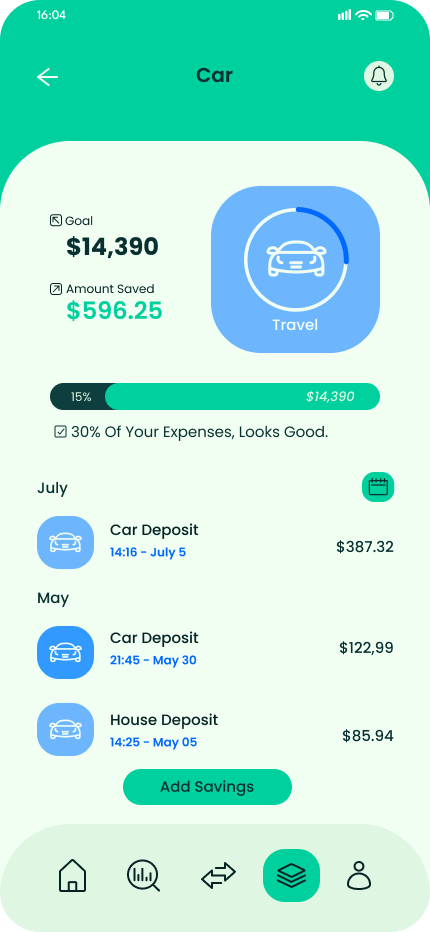 16:04
Car
Goal
$14,390
Amount Saved
$596.25
Travel
15%
$14,390
30% Of Your Expenses, Looks Good.
July
Car Deposit
14:16 - July 5
$387.32
May
Car Deposit
21:45 - May 30
$122,99
House Deposit
14:25 - May 05
$85.94
Add Savings